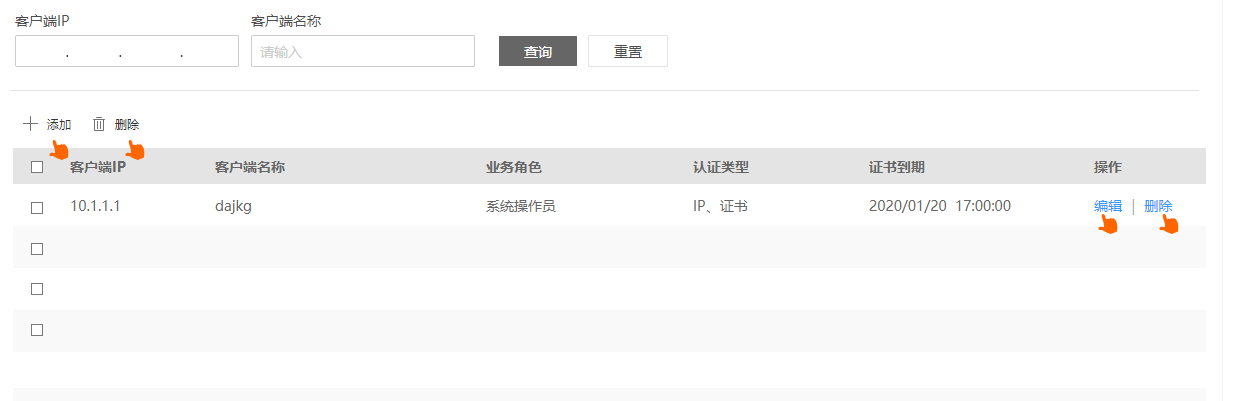 客户端IP 客户端名称
. . . 请输入 查询 重置
添加 删除
客户端IP 客户端名称 业务角色 认证类型 证书到期 操作
10.1.1.1 dajkg 系统操作员 IP、证书 2020/01/20 17:00:00 编辑 | 删除